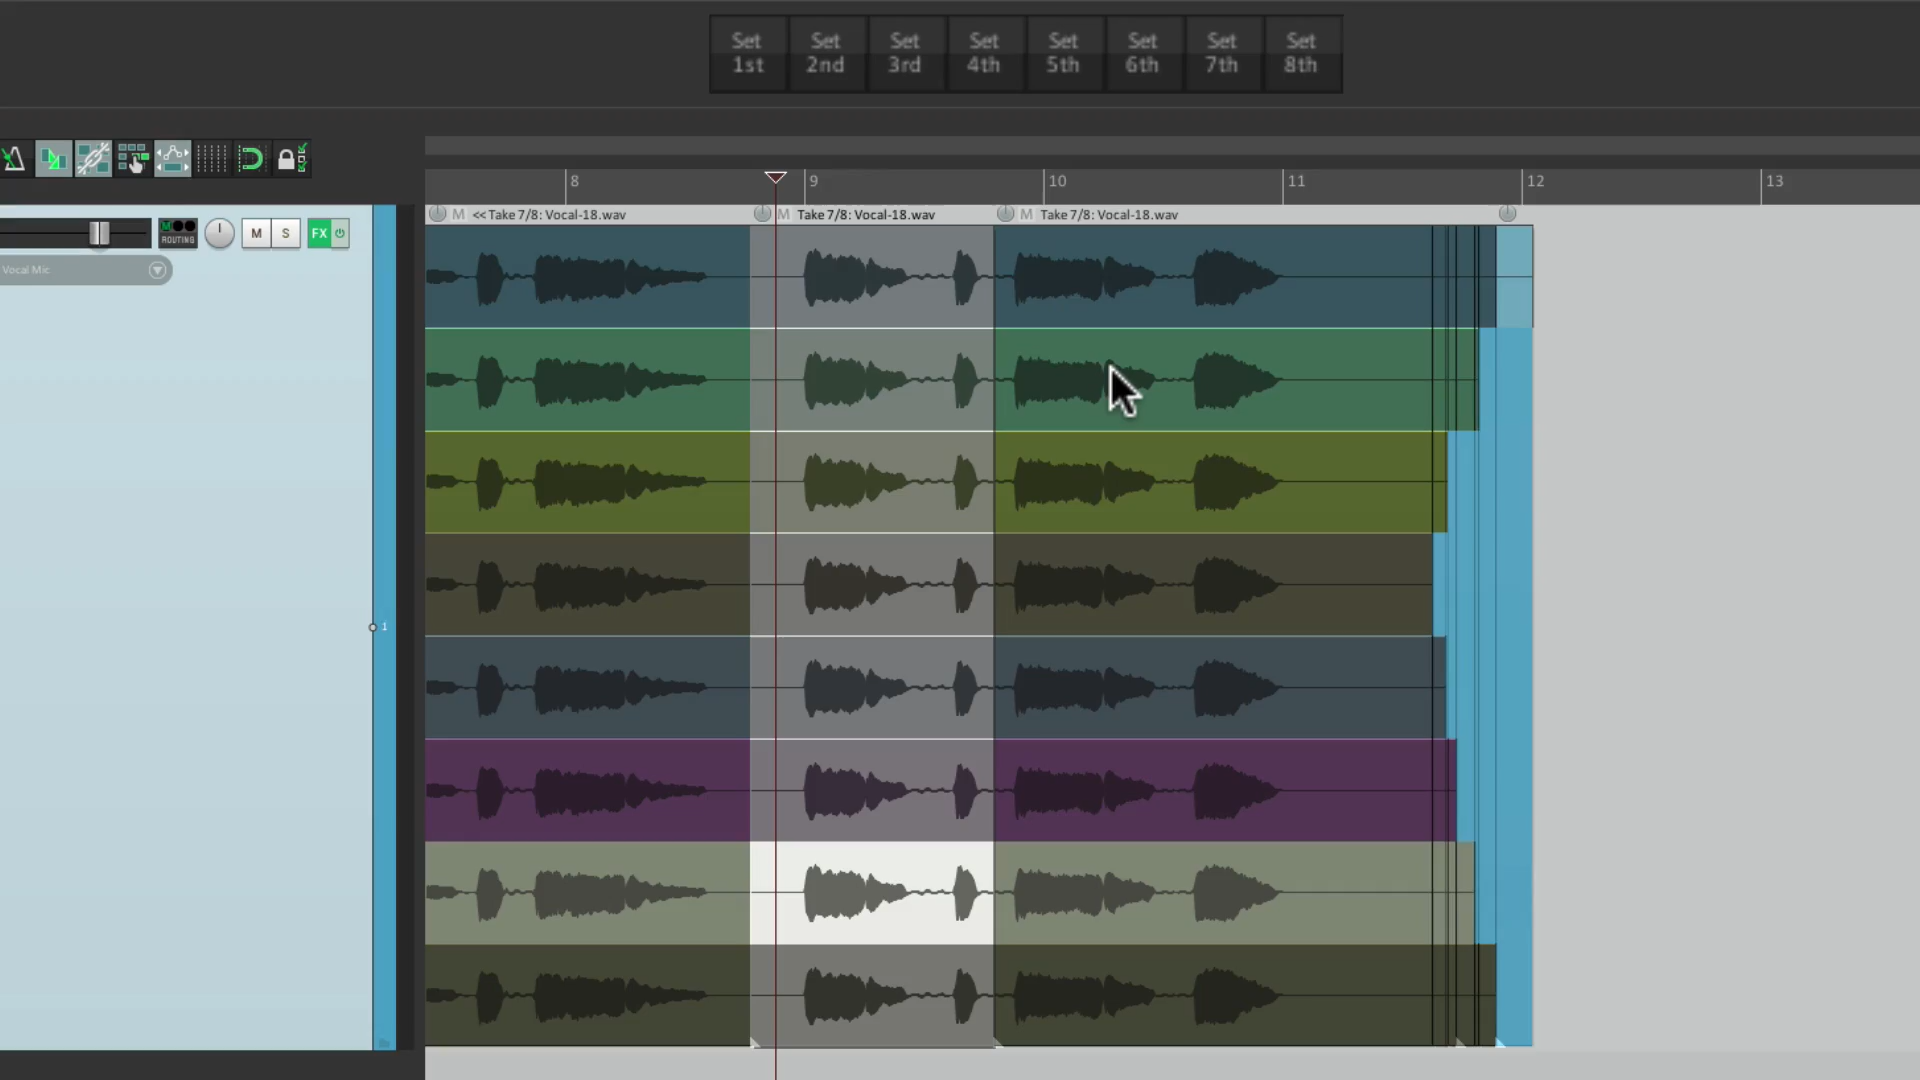 Set 1st
Set 2nd
Set 3rd
Set 4th
Set 5th
Set 6th
Set 7th
Set 8th
8
9
10
11
12
13
M << Take 7/8: Vocal-18.wav
M Take 7/8: Vocal-18.wav
M Take 7/8: Vocal-18.wav
M
ROUTING
M
S
FX
Vocal Mic
1